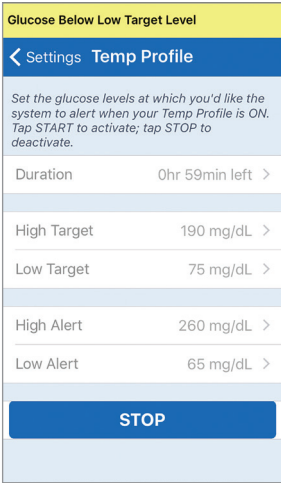 Glucose Below Low Target Level
Settings Temp Profile
Set the glucose levels at which you'd like the
system to alert when your Temp Profile is ON.
Tap START to activate; tap STOP to
deactivate.
Duration 0hr 59min left
High Target 190 mg/dL
Low Target 75 mg/dL
High Alert 260 mg/dL
Low Alert 65 mg/dL
STOP